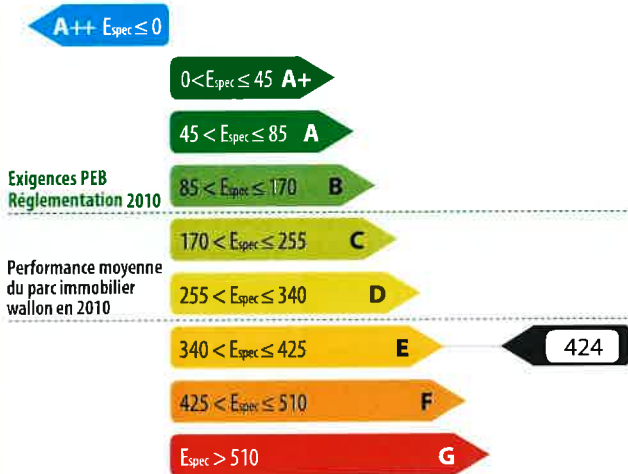 A++ Espec ≤ 0
0 < Espec ≤ 45 A+
45 < Espec ≤ 85 A
Exigences PEB
Réglementation 2010
85 < Espec ≤ 170 B
170 < Espec ≤ 255 C
Performance moyenne
du parc immobilier
wallon en 2010
255 < Espec ≤ 340 D
340 < Espec ≤ 425 E
424
425 < Espec ≤ 510 F
Espec > 510 G